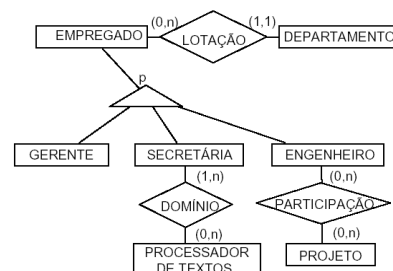 (0,n)
(1,1)
EMPREGADO
LOTAÇÃO
DEPARTAMENTO
p
GERENTE
SECRETÁRIA
ENGENHEIRO
(1,n)
(0,n)
DOMÍNIO
PARTICIPAÇÃO
(0,n)
(0,n)
PROCESSADOR
DE TEXTOS
PROJETO